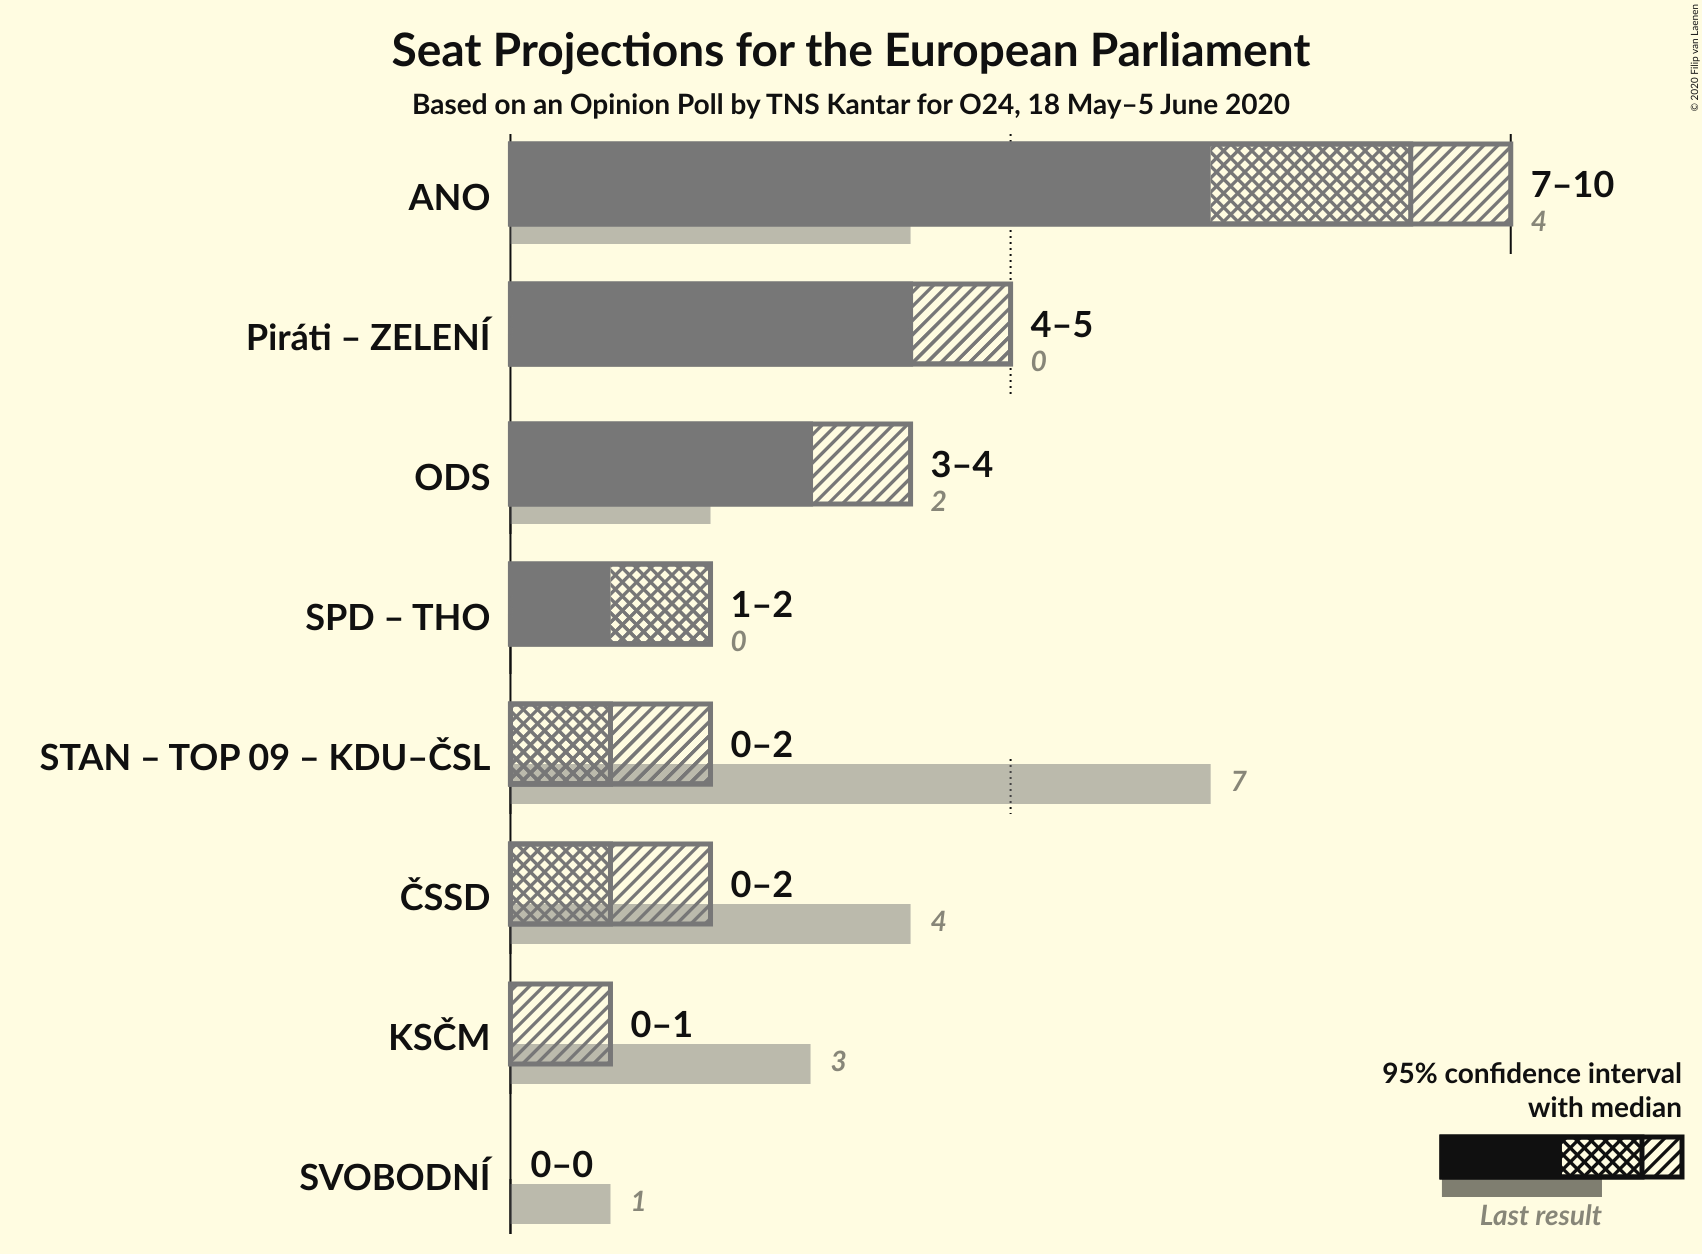 Seat Projections for the European Parliament
Based on an Opinion Poll by TNS Kantar for O24, 18 May–5 June 2020
© 2020 Filip van Laenen
ANO
7–10
4
Piráti – ZELENÍ
4–5
0
ODS
3–4
2
SPD – THO
1–2
0
STAN – TOP 09 – KDU–ČSL
0–2
7
ČSSD
0–2
4
KSČM
0–1
3
SVOBODNÍ
0–0
1
95% confidence interval
with median
Last result